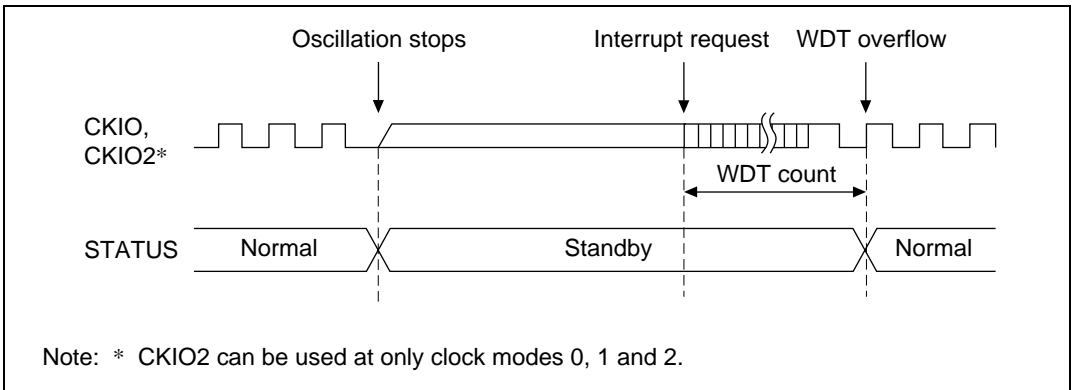 Oscillation stops Interrupt request WDT overflow
CKIO,
CKIO2*
WDT count
STATUS Normal Standby Normal
Note: * CKIO2 can be used at only clock modes 0, 1 and 2.